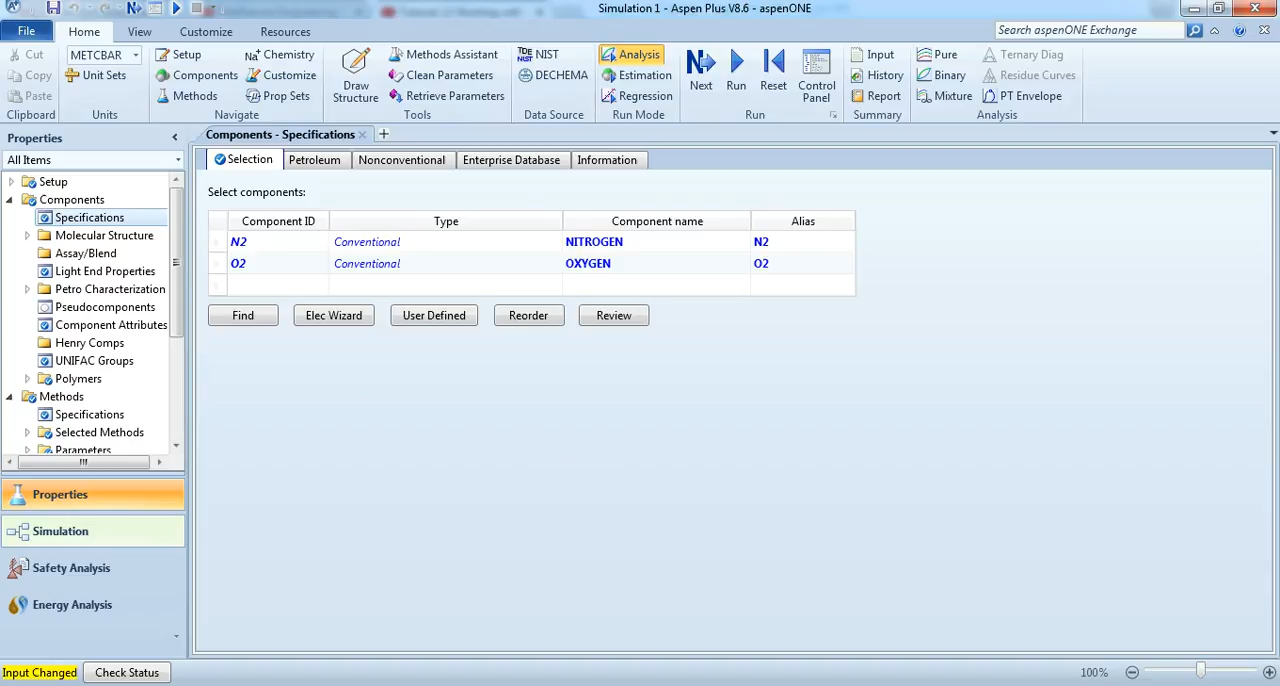 Simulation 1 - Aspen Plus V8.6 - aspenONE
File Home View Customize Resources Search aspenONE Exchange
Cut METCBAR Setup Chemistry Methods Assistant NIST Analysis Input Pure Ternary Diag
Copy Unit Sets Components Customize Clean Parameters DECHEMA Estimation History Binary Residue Curves
Paste Methods Prop Sets Draw Structure Retrieve Parameters Regression Next Run Reset Control Panel Report Mixture PT Envelope
Clipboard Units Navigate Tools Data Source Run Mode Run Summary Analysis
Properties
All Items
Setup
Components
Specifications
Molecular Structure
Assay/Blend
Light End Properties
Petro Characterization
Pseudocomponents
Component Attributes
Henry Comps
UNIFAC Groups
Polymers
Methods
Specifications
Selected Methods
Parameters
Properties
Simulation
Safety Analysis
Energy Analysis
Components - Specifications
Selection Petroleum Nonconventional Enterprise Database Information
Select components:
Component ID Type Component name Alias
N2 Conventional NITROGEN N2
O2 Conventional OXYGEN O2
Find Elec Wizard User Defined Reorder Review
Input Changed Check Status 100%